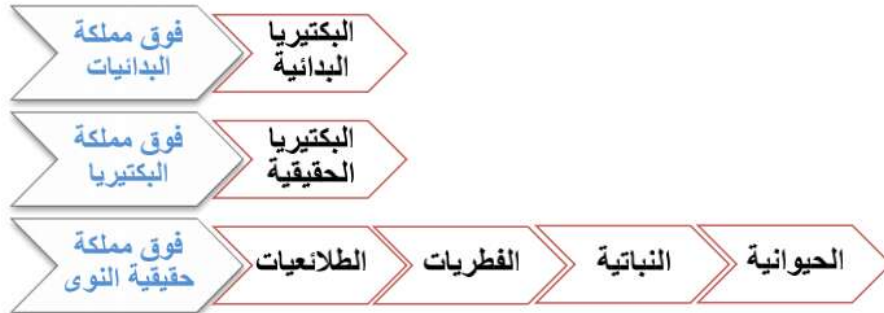 فوق مملكة
البدائيات
البكتيريا
البدائية
فوق مملكة
البكتيريا
البكتيريا
الحقيقية
فوق مملكة
حقيقية النوى
الطلائعيات
الفطريات
النباتية
الحيوانية